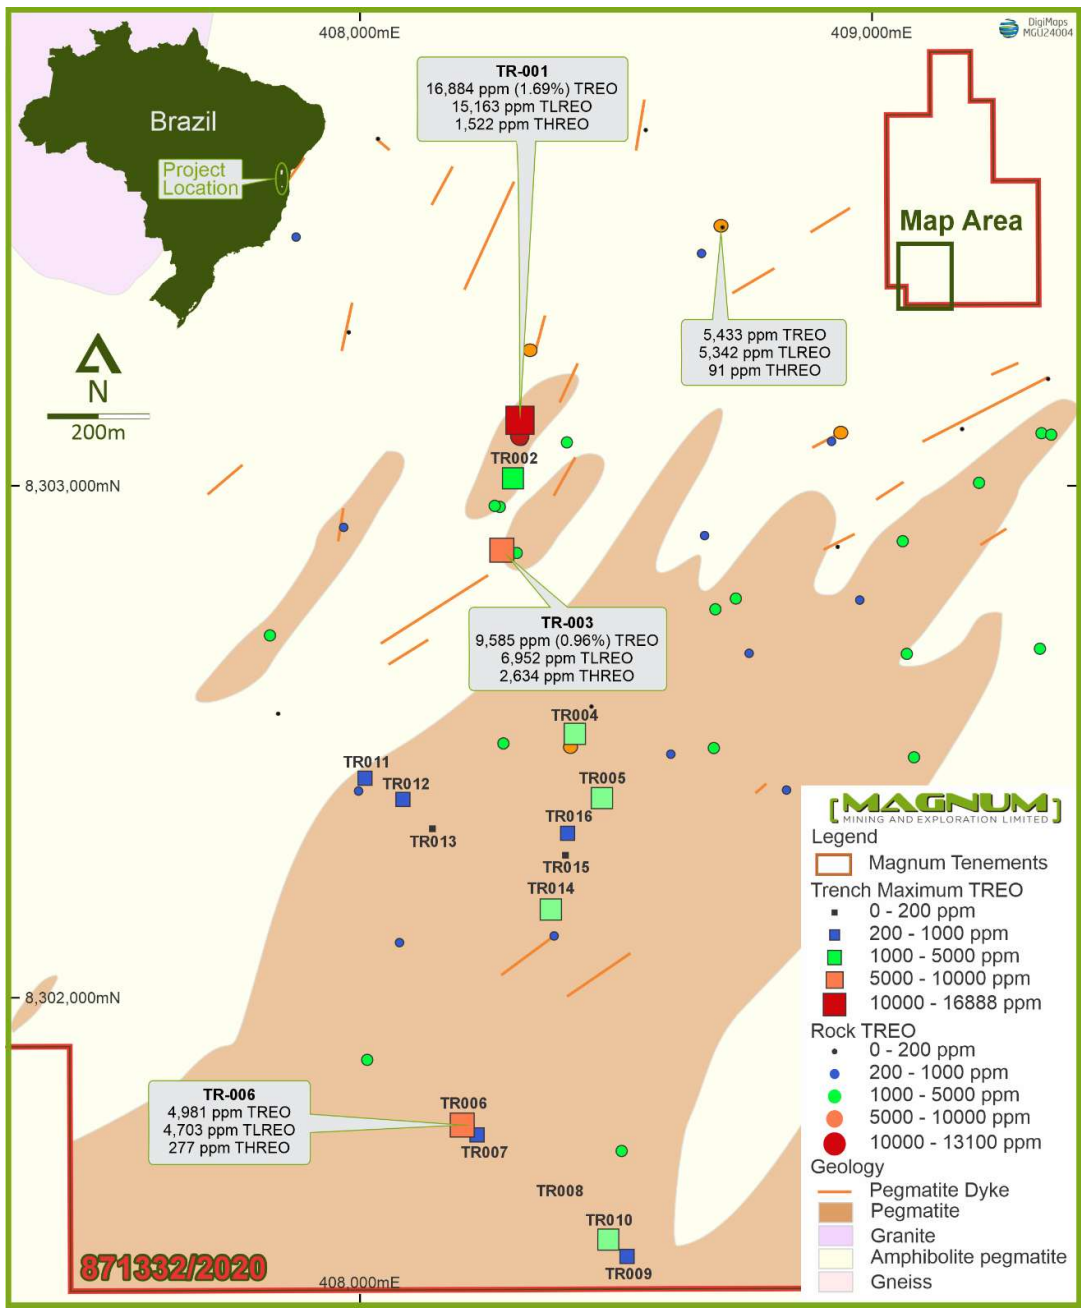 408,000mE
409,000mE
DigiMaps
MGU24004
Brazil
Project
Location
TR-001
16,884 ppm (1.69%) TREO
15,163 ppm TLREO
1,522 ppm THREO
Map Area
5,433 ppm TREO
5,342 ppm TLREO
91 ppm THREO
N
200m
TR002
8,303,000mN
TR-003
9,585 ppm (0.96%) TREO
6,952 ppm TLREO
2,634 ppm THREO
TR004
TR011
TR012
TR005
TR016
TR013
TR015
TR014
8,302,000mN
TR-006
4,981 ppm TREO
4,703 ppm TLREO
277 ppm THREO
TR006
TR007
TR008
TR010
TR009
871332/2020
408,000mE
MAGNUM
MINING AND EXPLORATION LIMITED
Legend
Magnum Tenements
Trench Maximum TREO
0 - 200 ppm
200 - 1000 ppm
1000 - 5000 ppm
5000 - 10000 ppm
10000 - 16888 ppm
Rock TREO
0 - 200 ppm
200 - 1000 ppm
1000 - 5000 ppm
5000 - 10000 ppm
10000 - 13100 ppm
Geology
Pegmatite Dyke
Pegmatite
Granite
Amphibolite pegmatite
Gneiss